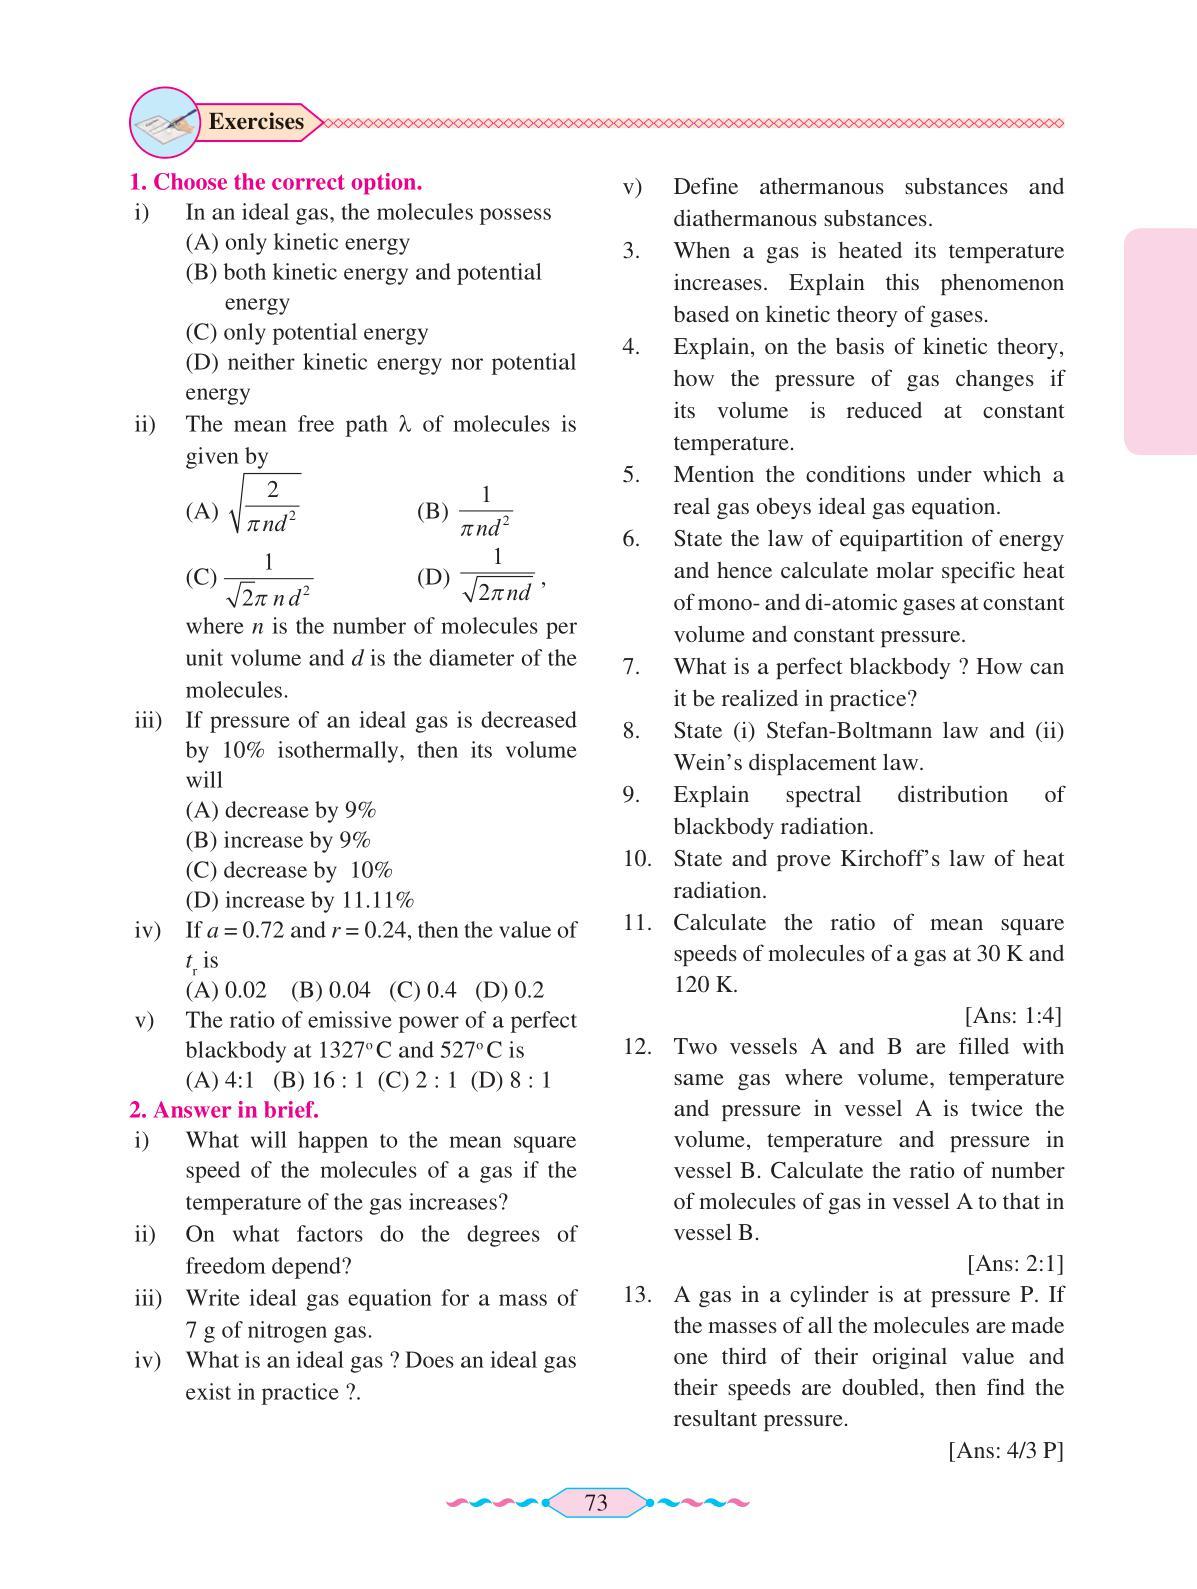 Exercises
1. Choose the correct option.
i) In an ideal gas, the molecules possess
(A) only kinetic energy
(B) both kinetic energy and potential
energy
(C) only potential energy
(D) neither kinetic energy nor potential
energy
ii) The mean free path λ of molecules is
given by
(A) √(2/πnd²) (B) 1/πnd²
(C) 1/√2π n d² (D) 1/√(2πnd) ,
where n is the number of molecules per
unit volume and d is the diameter of the
molecules.
iii) If pressure of an ideal gas is decreased
by 10% isothermally, then its volume
will
(A) decrease by 9%
(B) increase by 9%
(C) decrease by 10%
(D) increase by 11.11%
iv) If a = 0.72 and r = 0.24, then the value of
tr is
(A) 0.02 (B) 0.04 (C) 0.4 (D) 0.2
v) The ratio of emissive power of a perfect
blackbody at 1327°C and 527°C is
(A) 4:1 (B) 16 : 1 (C) 2 : 1 (D) 8 : 1
2. Answer in brief.
i) What will happen to the mean square
speed of the molecules of a gas if the
temperature of the gas increases?
ii) On what factors do the degrees of
freedom depend?
iii) Write ideal gas equation for a mass of
7 g of nitrogen gas.
iv) What is an ideal gas ? Does an ideal gas
exist in practice ?.
v) Define athermanous substances and
diathermanous substances.
3. When a gas is heated its temperature
increases. Explain this phenomenon
based on kinetic theory of gases.
4. Explain, on the basis of kinetic theory,
how the pressure of gas changes if
its volume is reduced at constant
temperature.
5. Mention the conditions under which a
real gas obeys ideal gas equation.
6. State the law of equipartition of energy
and hence calculate molar specific heat
of mono- and di-atomic gases at constant
volume and constant pressure.
7. What is a perfect blackbody ? How can
it be realized in practice?
8. State (i) Stefan-Boltmann law and (ii)
Wein's displacement law.
9. Explain spectral distribution of
blackbody radiation.
10. State and prove Kirchoff's law of heat
radiation.
11. Calculate the ratio of mean square
speeds of molecules of a gas at 30 K and
120 K.
[Ans: 1:4]
12. Two vessels A and B are filled with
same gas where volume, temperature
and pressure in vessel A is twice the
volume, temperature and pressure in
vessel B. Calculate the ratio of number
of molecules of gas in vessel A to that in
vessel B.
[Ans: 2:1]
13. A gas in a cylinder is at pressure P. If
the masses of all the molecules are made
one third of their original value and
their speeds are doubled, then find the
resultant pressure.
[Ans: 4/3 P]
73